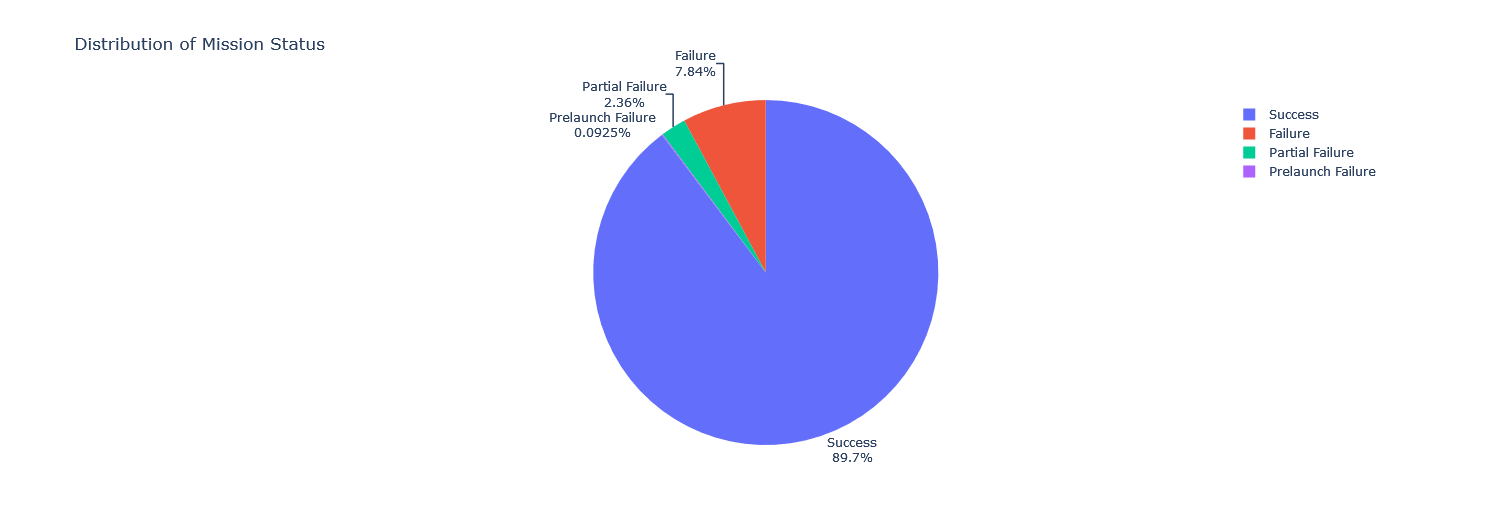 Distribution of Mission Status
Failure
7.84%
Partial Failure
2.36%
Prelaunch Failure
0.0925%
Success
89.7%
Success
Failure
Partial Failure
Prelaunch Failure